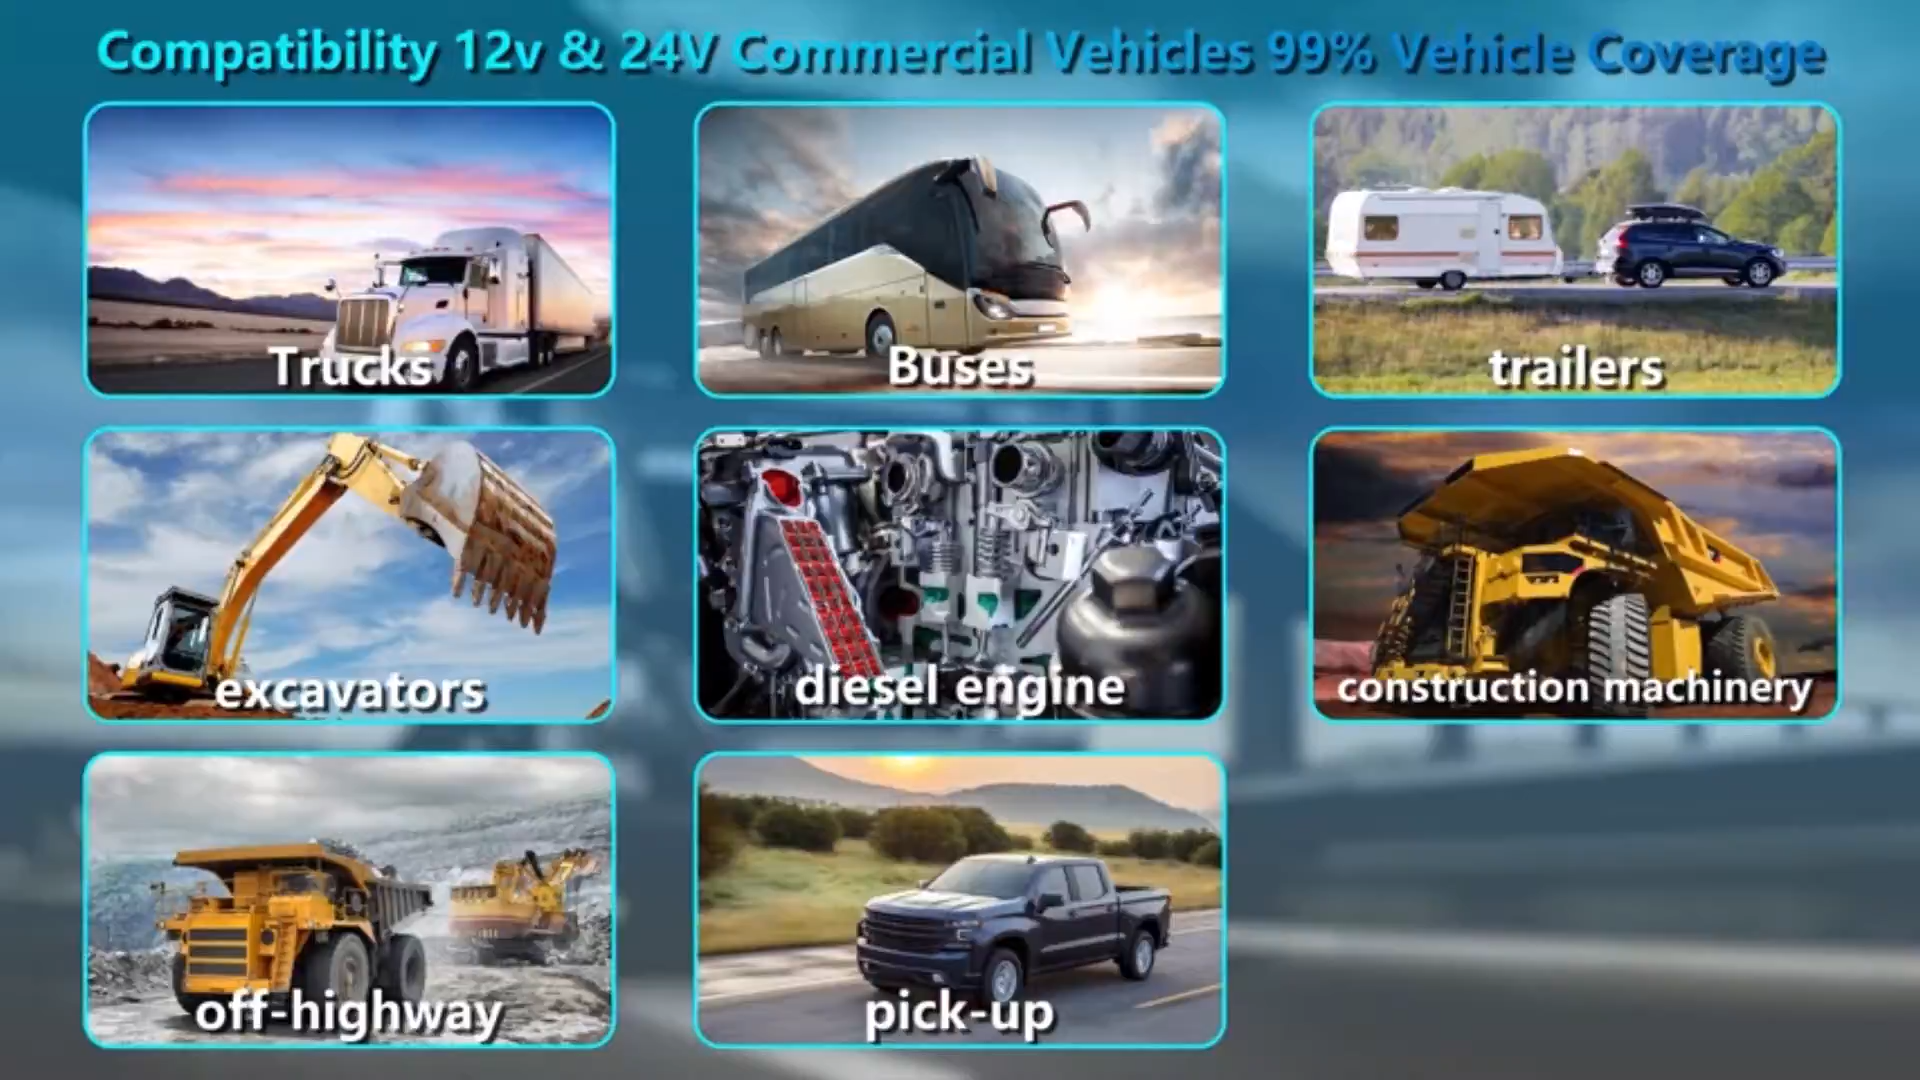 Compatibility 12v & 24V Commercial Vehicles 99% Vehicle Coverage
Trucks
Buses
trailers
excavators
diesel engine
construction machinery
off-highway
pick-up